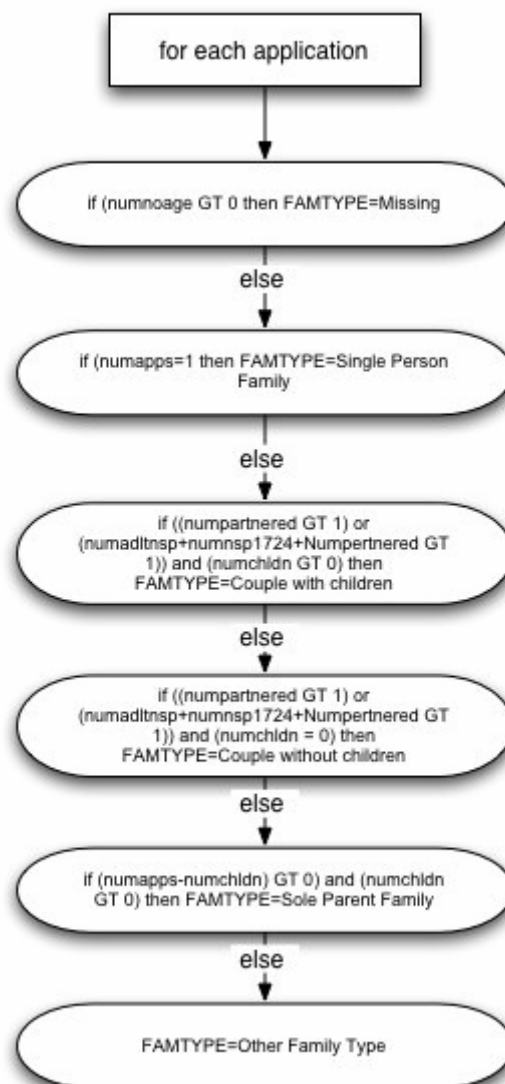 for each application
if (numnoage GT 0 then FAMTYPE=Missing
else
if (numapps=1 then FAMTYPE=Single Person
Family
else
if ((numpartnered GT 1) or
(numadltnsp+numnsp1724+Numpertnered GT
1)) and (numchldn GT 0) then
FAMTYPE=Couple with children
else
if ((numpartnered GT 1) or
(numadltnsp+numnsp1724+Numpertnered GT
1)) and (numchldn = 0) then
FAMTYPE=Couple without children
else
if (numapps-numchldn) GT 0) and (numchldn
GT 0) then FAMTYPE=Sole Parent Family
else
FAMTYPE=Other Family Type